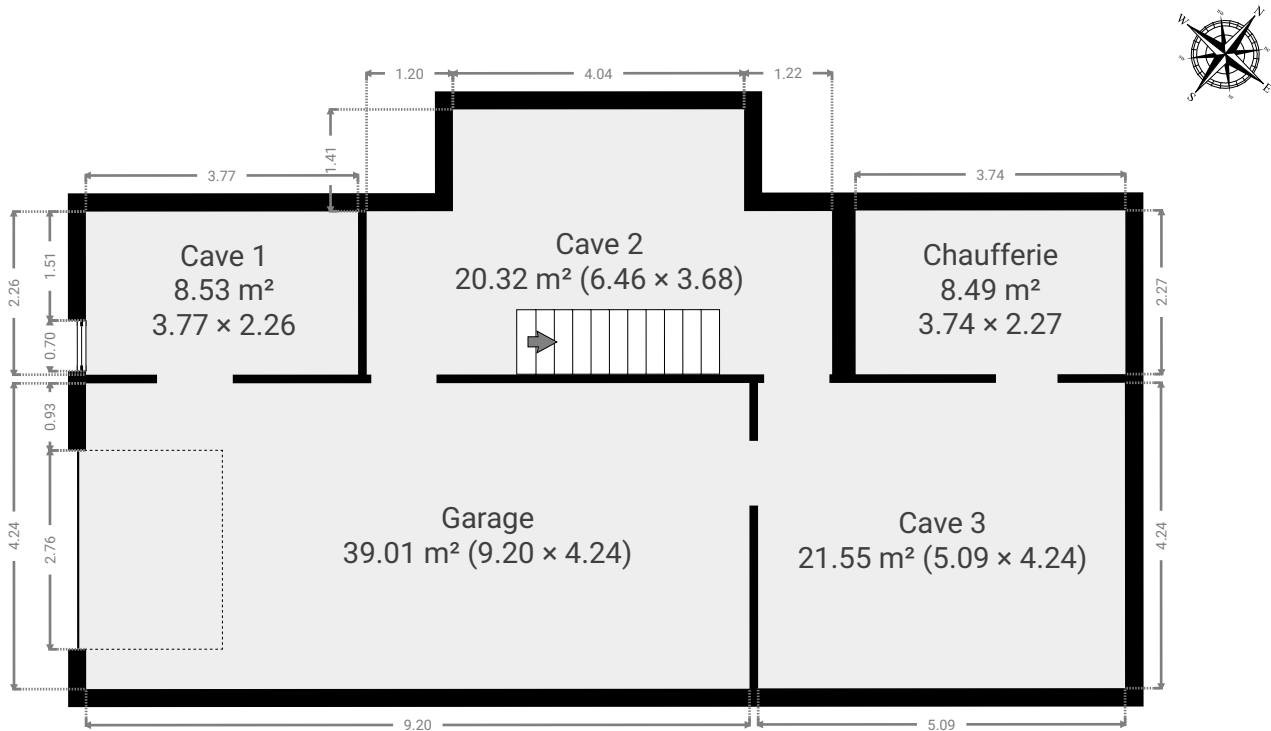 N
W
E
S
1.20
4.04
1.22
1.41
3.77
3.74
2.26
1.51
0.70
Cave 1
8.53 m²
3.77 × 2.26
Cave 2
20.32 m² (6.46 × 3.68)
Chaufferie
8.49 m²
3.74 × 2.27
2.27
0.93
4.24
2.76
Garage
39.01 m² (9.20 × 4.24)
Cave 3
21.55 m² (5.09 × 4.24)
4.24
9.20
5.09